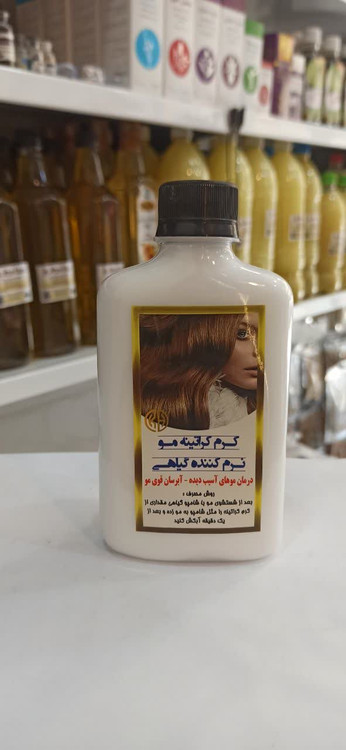 کرم کراتینه مو
نرم کننده گیاهی
درمان موهای آسیب دیده - آبرسان قوی مو
روش مصرف :
بعد از شستشوی مو با شامپو گیاهی مقداری از
کرم کراتینه را مثل شامپو به مو زده و بعد از
یک دقیقه آبکش کنید